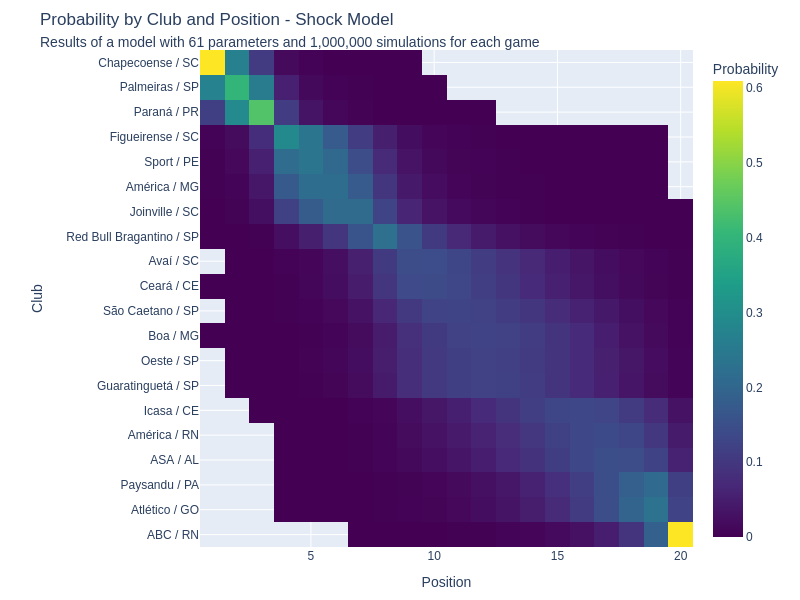 Probability by Club and Position - Shock Model
Results of a model with 61 parameters and 1,000,000 simulations for each game
Probability
Chapecoense / SC
Palmeiras / SP
Paraná / PR
Figueirense / SC
Sport / PE
América / MG
Joinville / SC
Red Bull Bragantino / SP
Avaí / SC
Ceará / CE
São Caetano / SP
Boa / MG
Oeste / SP
Guaratinguetá / SP
Icasa / CE
América / RN
ASA / AL
Paysandu / PA
Atlético / GO
ABC / RN
Club
5
10
15
20
Position
0.6
0.5
0.4
0.3
0.2
0.1
0